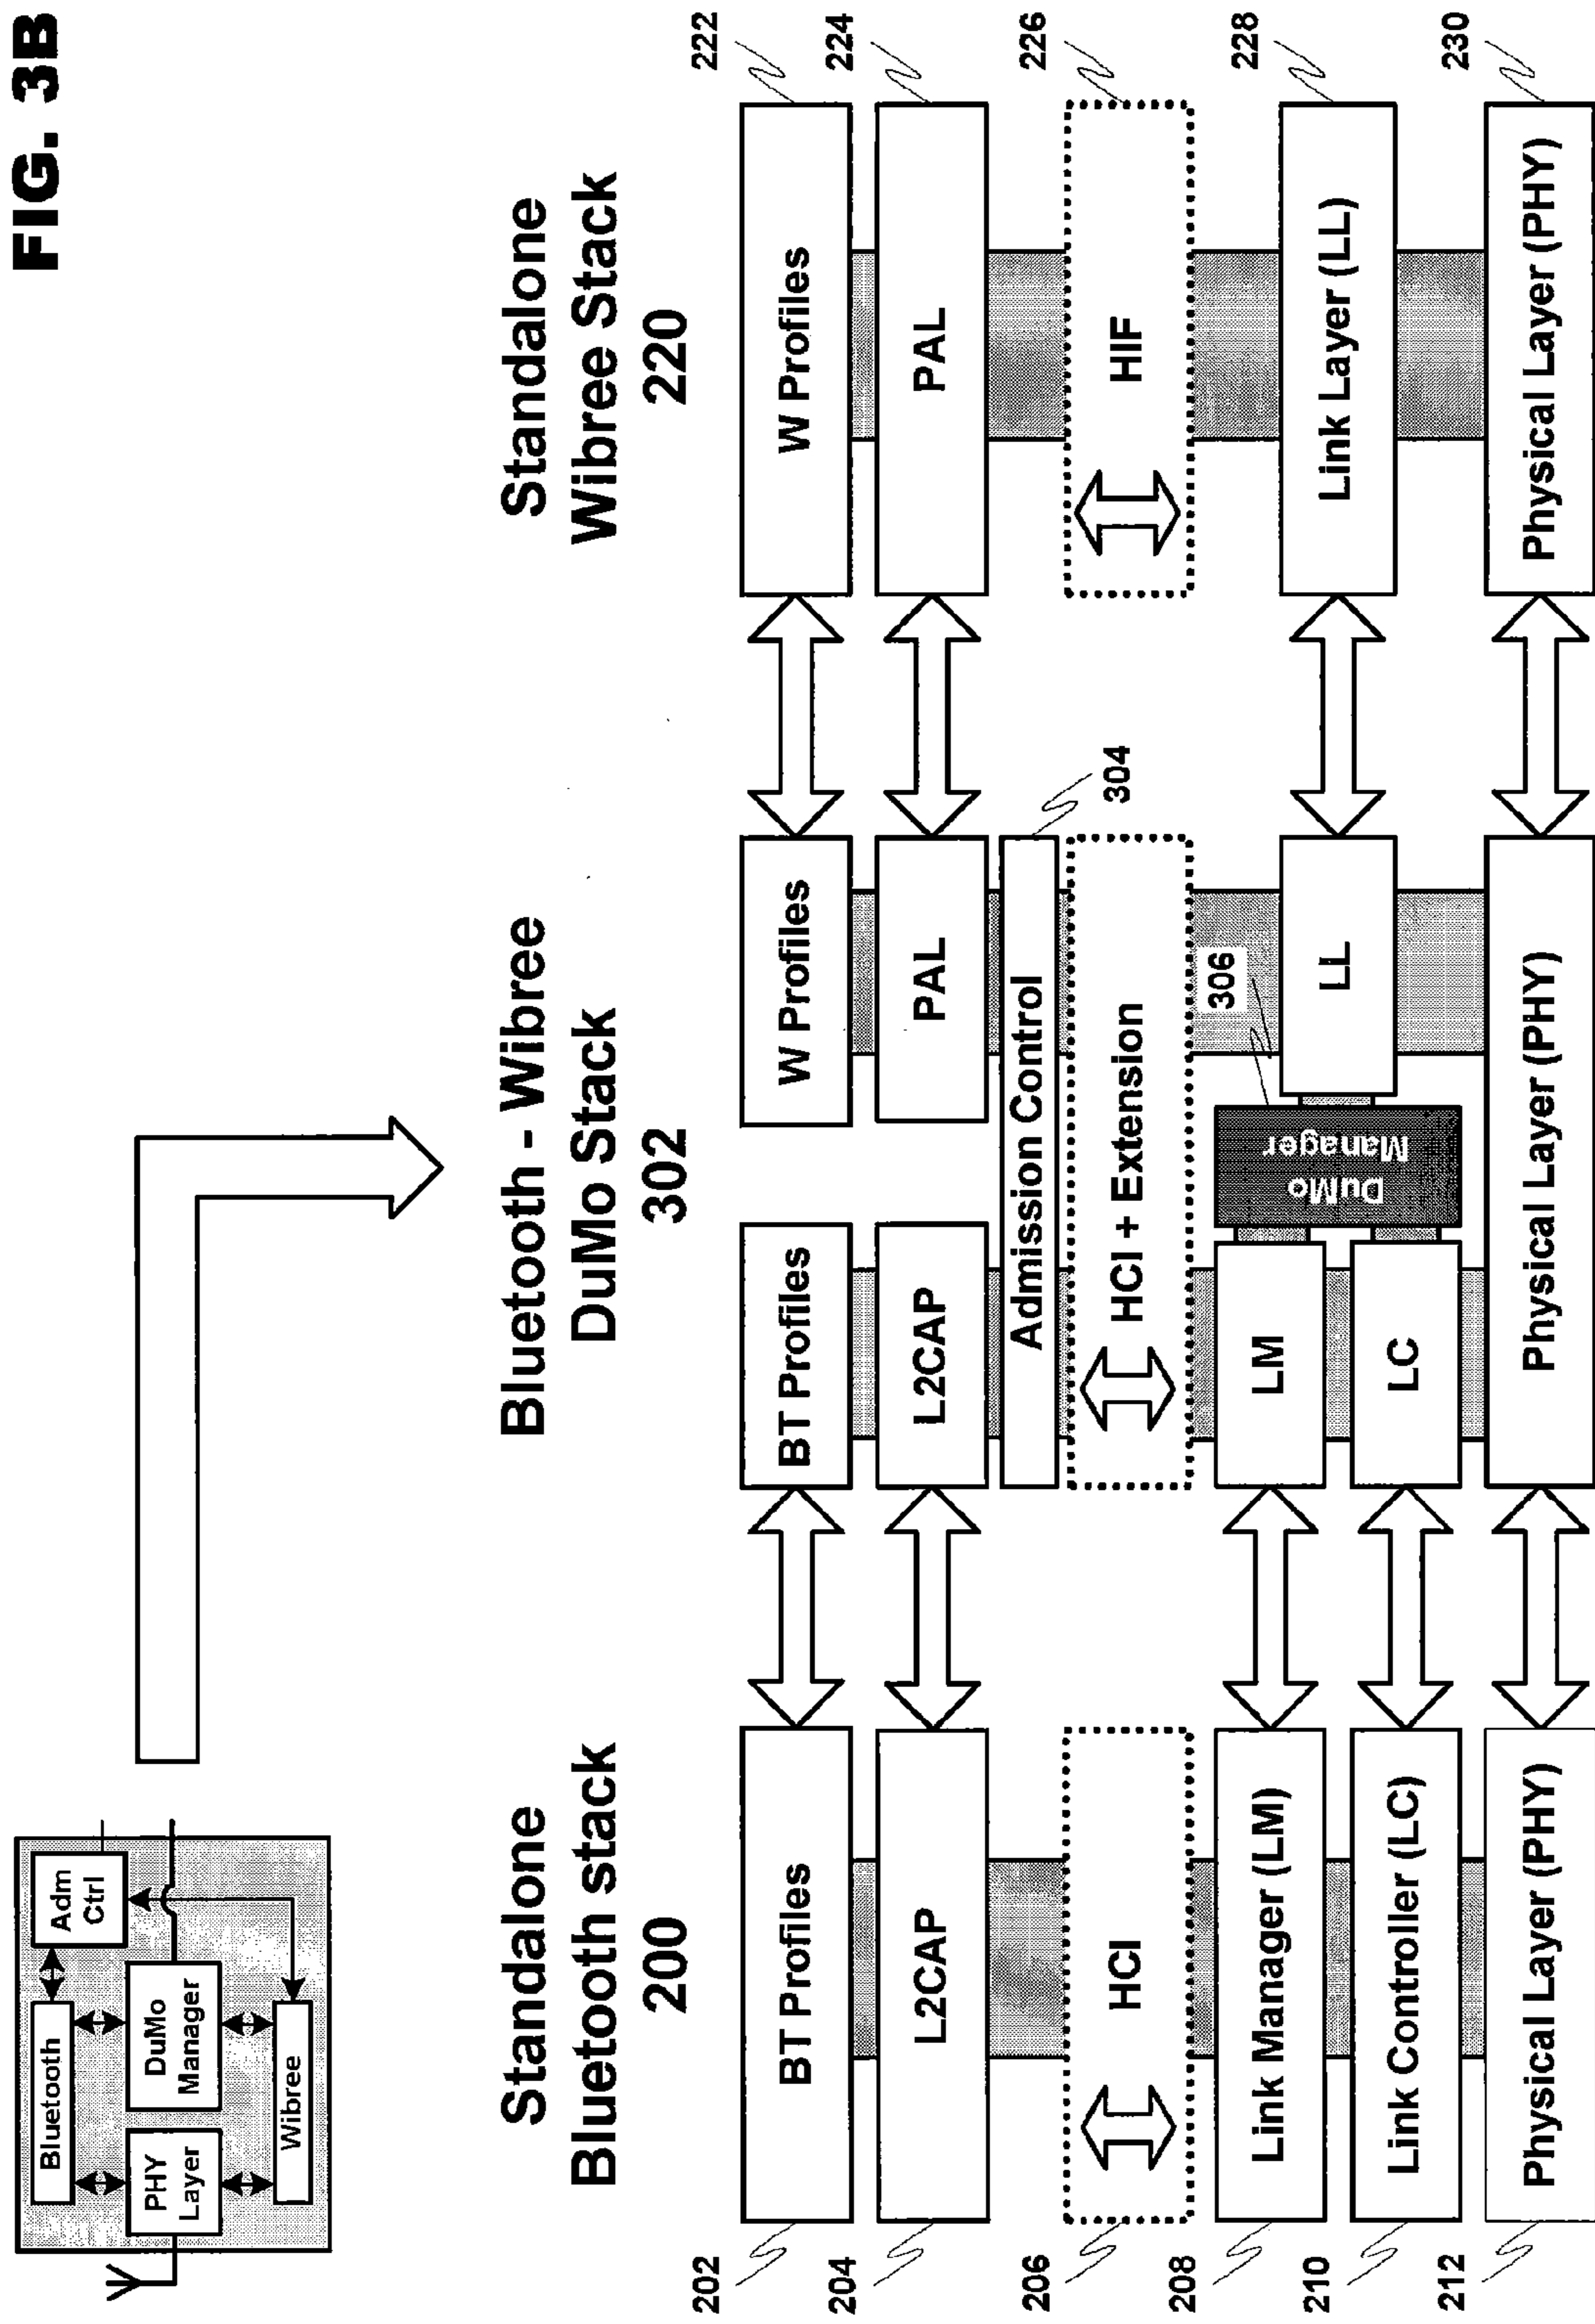 FIG. 3B
Bluetooth
PHY
Layer
DuMo
Manager
Adm
Ctrl
Wibree
Standalone
Bluetooth stack
200
Bluetooth - Wibree
DuMo Stack
302
Standalone
Wibree Stack
220
202
BT Profiles
BT Profiles
W Profiles
W Profiles
222
204
L2CAP
L2CAP
PAL
PAL
224
Admission Control
304
206
HCI
HCI + Extension
HIF
226
208
Link Manager (LM)
LM
DuMo
Manager
306
LL
Link Layer (LL)
228
210
Link Controller (LC)
LC
212
Physical Layer (PHY)
Physical Layer (PHY)
Physical Layer (PHY)
230